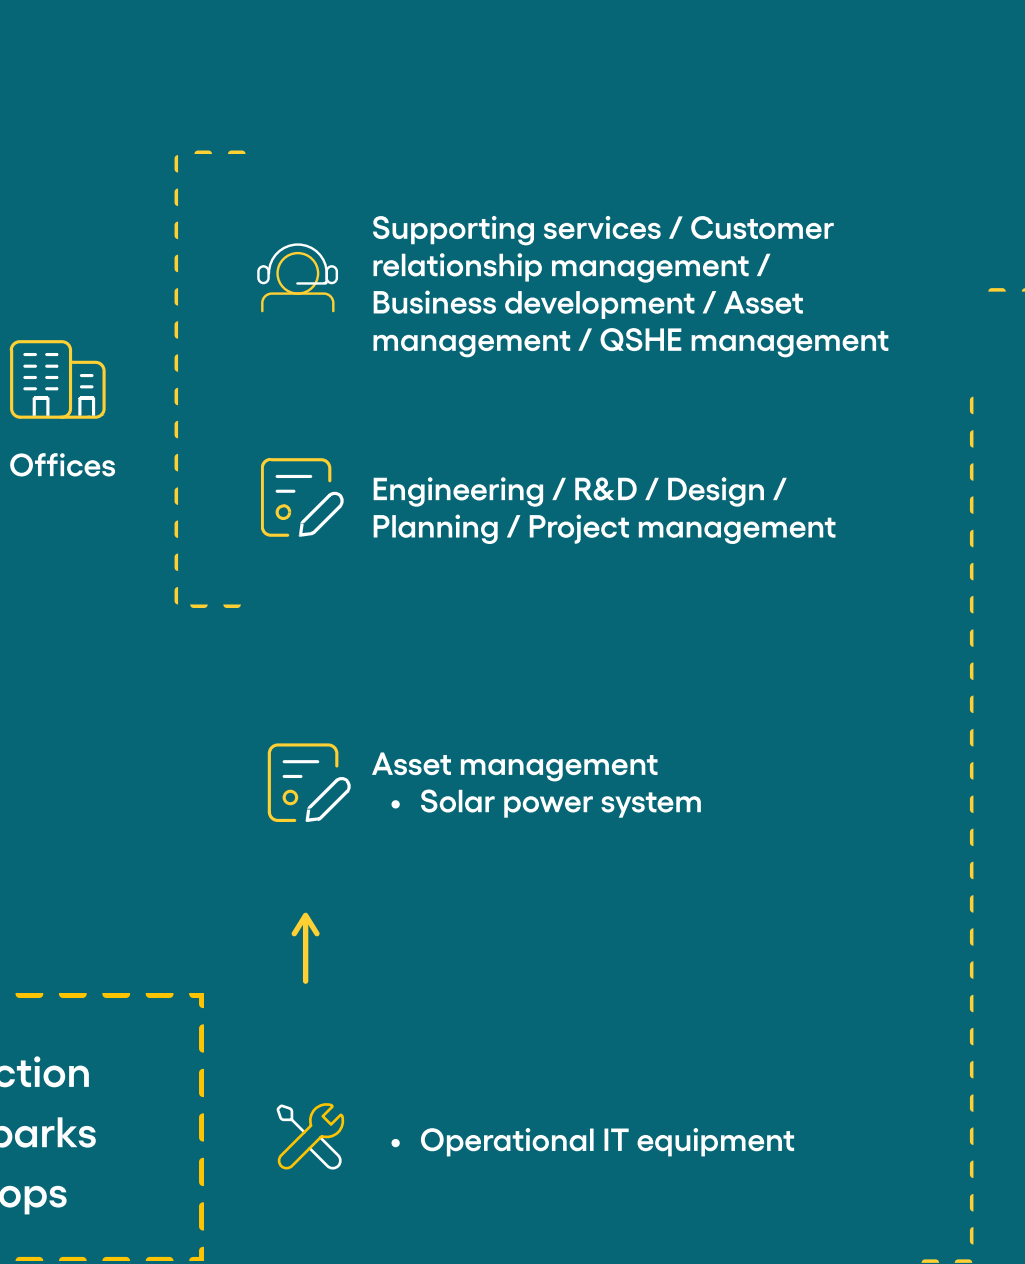 Supporting services / Customer
relationship management /
Business development / Asset
management / QSHE management
Offices
Engineering / R&D / Design /
Planning / Project management
Asset management
• Solar power system
ction
parks
ops
• Operational IT equipment